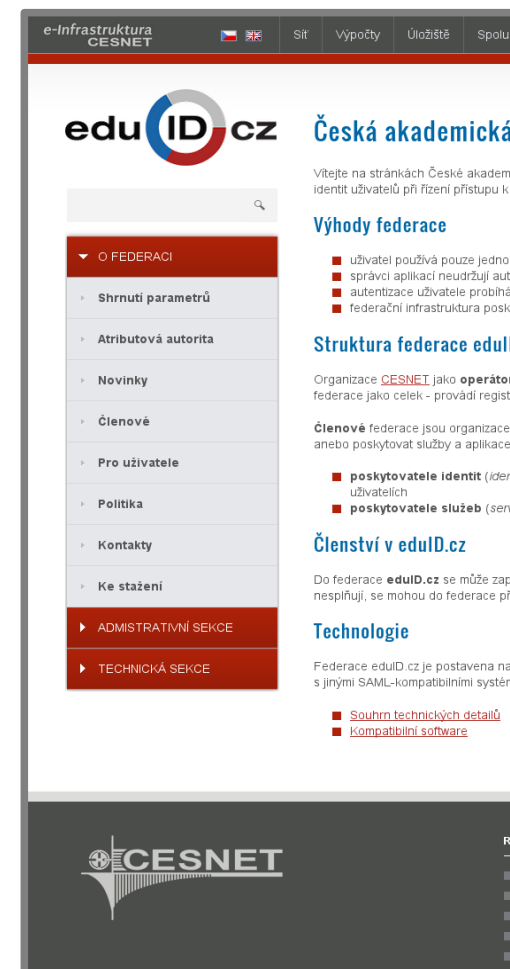 e-Infrastruktura
CESNET
Síť Výpočty Úložiště Spolu
eduID.cz
Česká akademická
Vítejte na stránkách České akadem
identit uživatelů při řízení přístupu k
Výhody federace
uživatel používá pouze jedno
správci aplikací neudržují aut
autentizace uživatele probíhá
federační infrastruktura posk
Struktura federace eduI
Organizace CESNET jako operátor
federace jako celek - provádí regist
Členové federace jsou organizace
anebo poskytovat služby a aplikace
poskytovatele identit (iden
uživatelích
poskytovatele služeb (serv
Členství v eduID.cz
Do federace eduID.cz se může zap
nesplňují, se mohou do federace př
Technologie
Federace eduID.cz je postavena na
s jinými SAML-kompatibilními systém
Souhrn technických detailů
Kompatibilní software
O FEDERACI
Shrnutí parametrů
Atributová autorita
Novinky
Členové
Pro uživatele
Politika
Kontakty
Ke stažení
ADMISTRATIVNÍ SEKCE
TECHNICKÁ SEKCE
CESNET
R